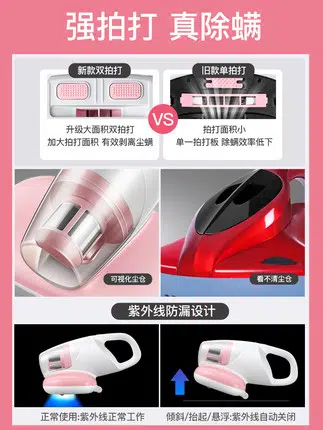 强拍打 真除螨
新款双拍打
旧款单拍打
升级大面积双拍打
加大拍打面积 有效剥离尘螨
VS
拍打面积小
单一拍打板 除螨效率低下
可视化尘仓
看不清尘仓
紫外线防漏设计
正常使用:紫外线正常工作
倾斜/抬起/悬浮:紫外线自动关闭